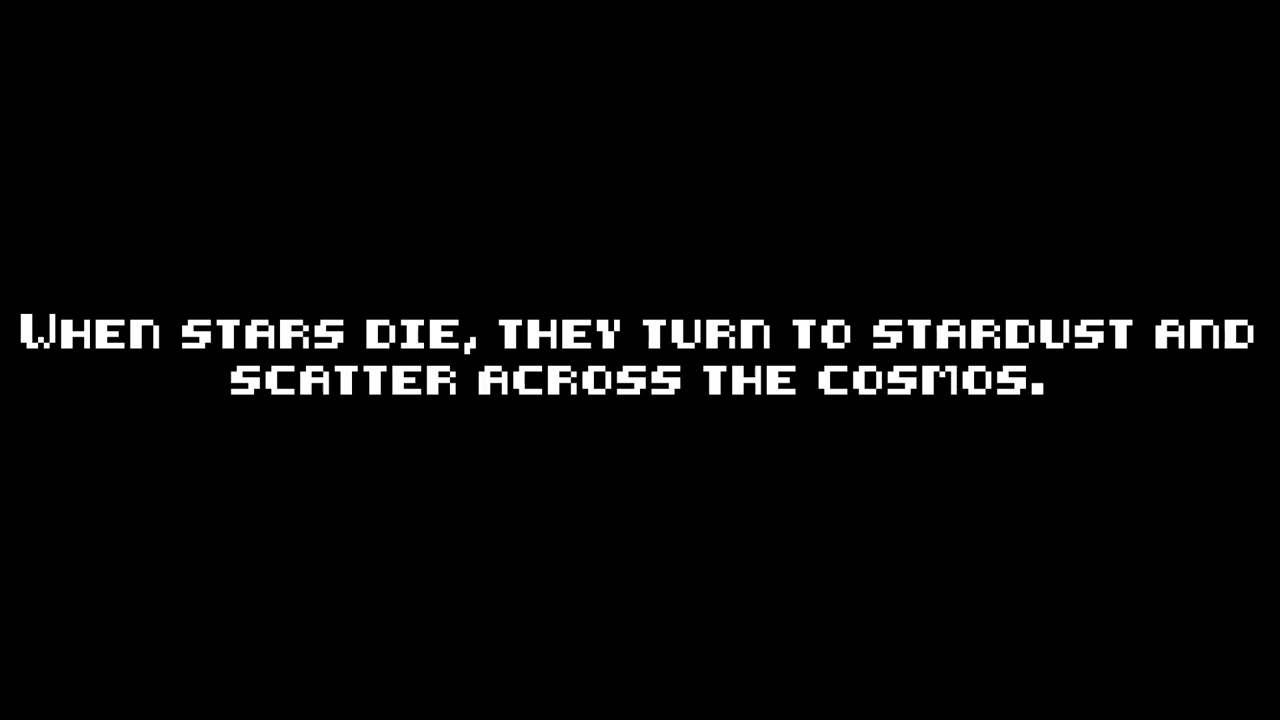 When stars die, they turn to stardust and
scatter across the cosmos.